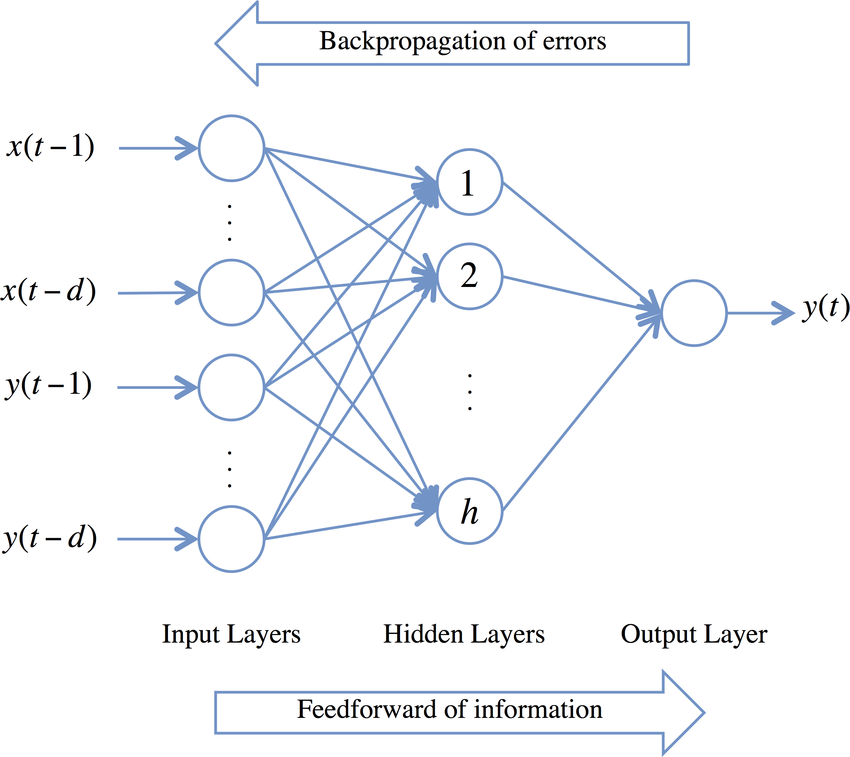 Backpropagation of errors
x(t−1)
1
⋮
x(t−d)
2
y(t)
y(t−1)
⋮
⋮
y(t−d)
h
Input Layers Hidden Layers Output Layer
Feedforward of information